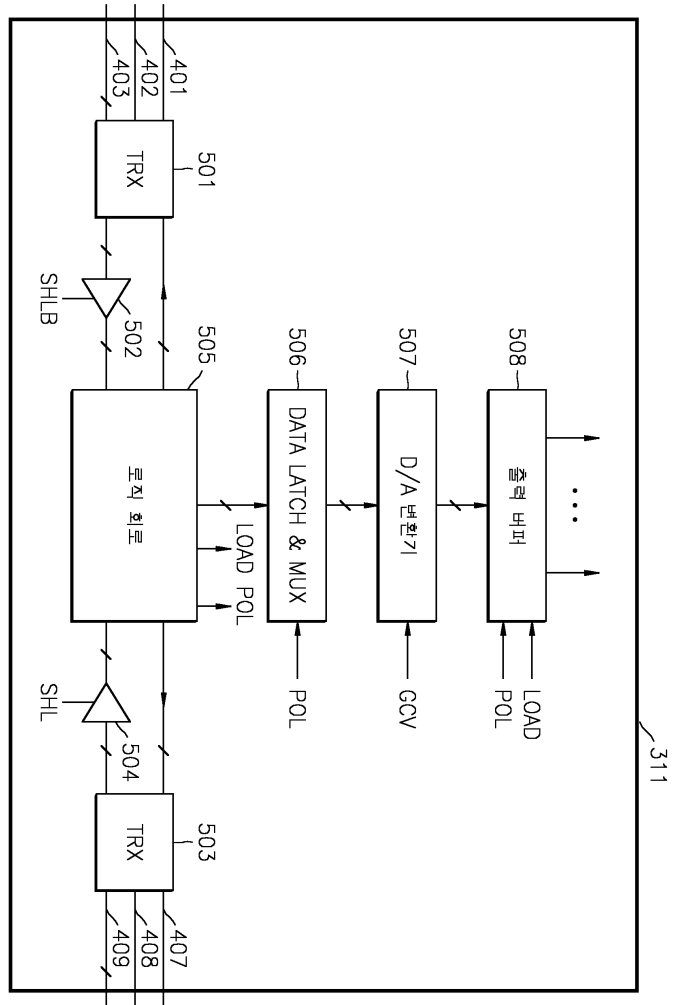 311
508
출력 버퍼
LOAD
POL
507
D/A 변환기
GCV
506
DATA LATCH & MUX
POL
LOAD POL
401
402
403
501
TRX
502
SHLB
505
로직 회로
504
SHL
503
TRX
407
408
409